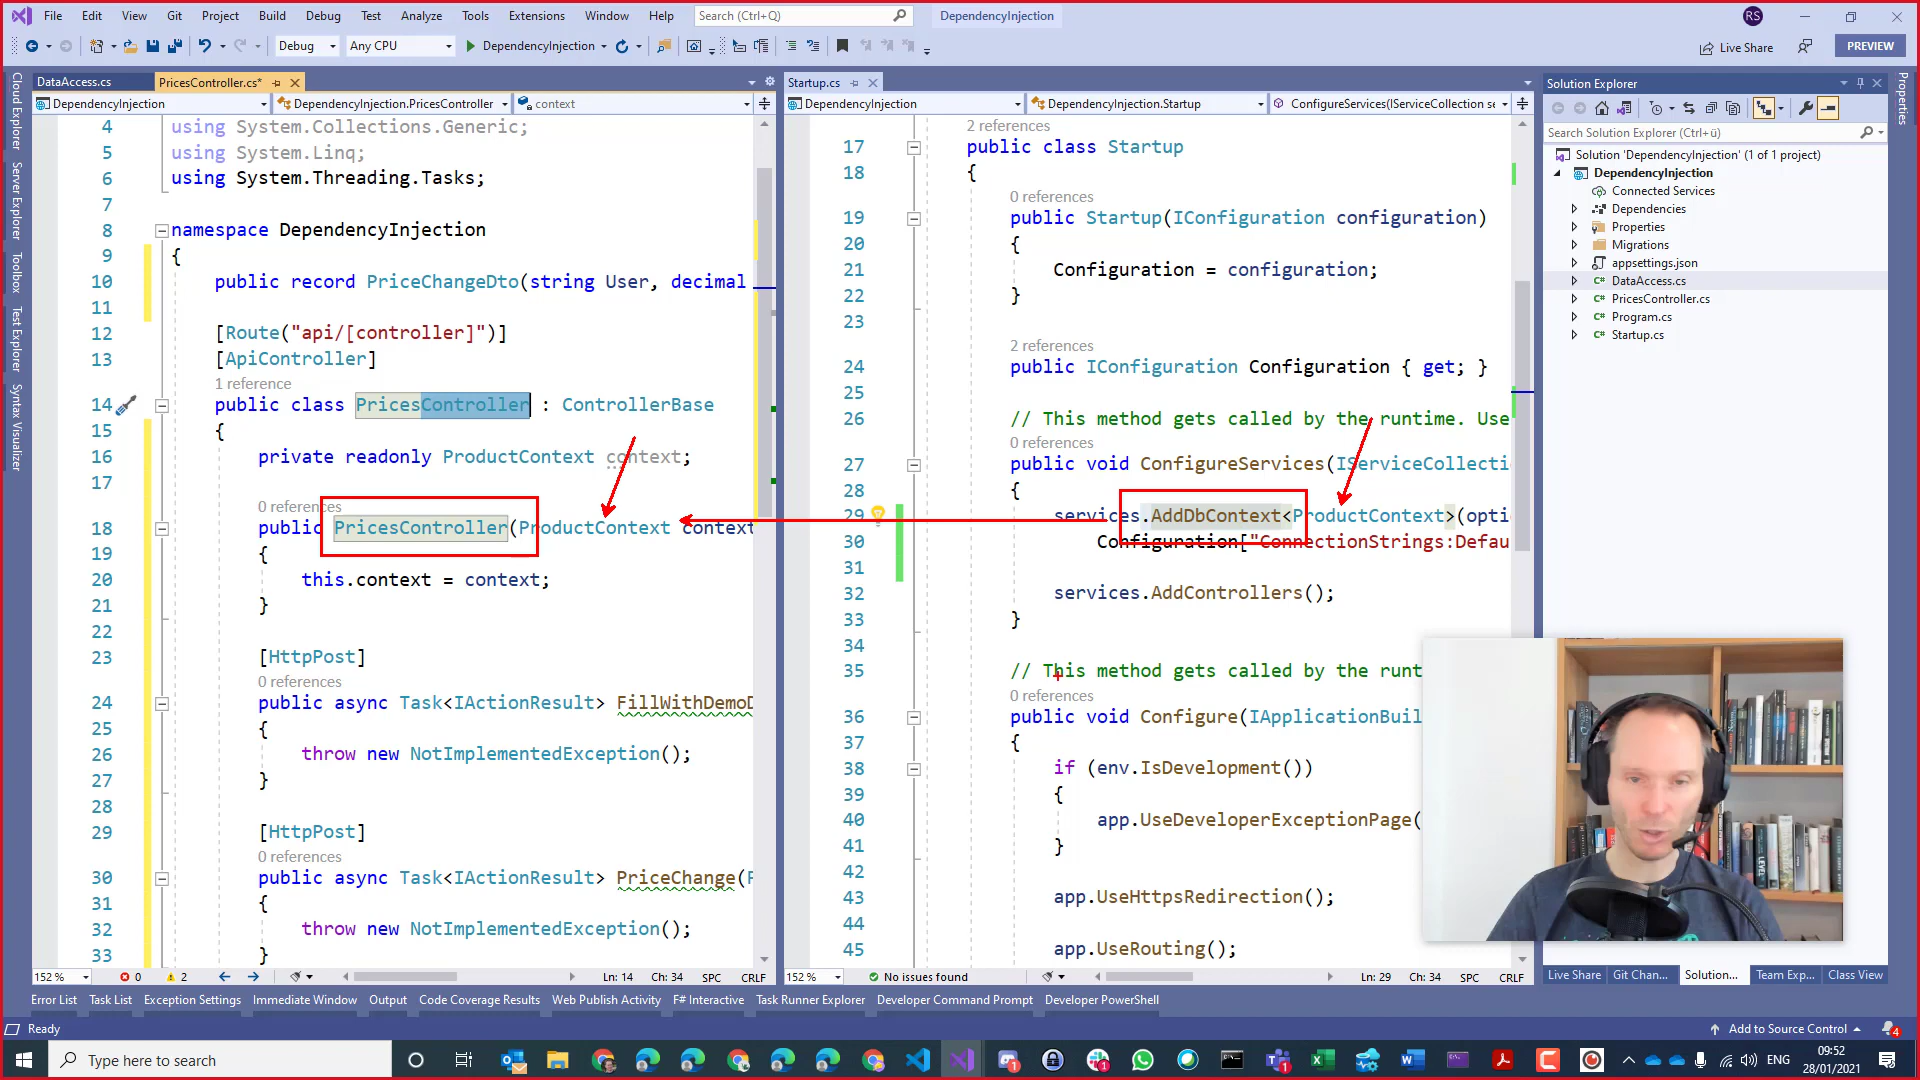 File Edit View Git Project Build Debug Test Analyze Tools Extensions Window Help Search (Ctrl+Q) DependencyInjection RS
Debug Any CPU DependencyInjection Live Share PREVIEW
DataAccess.cs PricesController.cs* Startup.cs Solution Explorer
DependencyInjection DependencyInjection.PricesController context DependencyInjection DependencyInjection.Startup ConfigureServices(IServiceCollection se
Cloud Explorer
Server Explorer
Toolbox
Test Explorer
Syntax Visualizer
4 using System.Collections.Generic;
5 using System.Linq;
6 using System.Threading.Tasks;
7
8 namespace DependencyInjection
9 {
10 public record PriceChangeDto(string User, decimal
11
12 [Route("api/[controller]")]
13 [ApiController]
1 reference
14 public class PricesController : ControllerBase
15 {
16 private readonly ProductContext context;
17
0 references
18 public PricesController(ProductContext context
19 {
20 this.context = context;
21 }
22
23 [HttpPost]
0 references
24 public async Task<IActionResult> FillWithDemoD
25 {
26 throw new NotImplementedException();
27 }
28
29 [HttpPost]
0 references
30 public async Task<IActionResult> PriceChange(P
31 {
32 throw new NotImplementedException();
33 }
152 % 0 2 Ln: 14 Ch: 34 SPC CRLF
2 references
17 public class Startup
18 {
0 references
19 public Startup(IConfiguration configuration)
20 {
21 Configuration = configuration;
22 }
23
2 references
24 public IConfiguration Configuration { get; }
25
26 // This method gets called by the runtime. Use
0 references
27 public void ConfigureServices(IServiceCollecti
28 {
29 services.AddDbContext<ProductContext>(opti
30 Configuration["ConnectionStrings:Defau
31
32 services.AddControllers();
33 }
34
35 // This method gets called by the runt
0 references
36 public void Configure(IApplicationBuil
37 {
38 if (env.IsDevelopment())
39 {
40 app.UseDeveloperExceptionPage(
41 }
42
43 app.UseHttpsRedirection();
44
45 app.UseRouting();
152 % No issues found Ln: 29 Ch: 34 SPC CRLF
Search Solution Explorer (Ctrl+ü)
Solution 'DependencyInjection' (1 of 1 project)
DependencyInjection
Connected Services
Dependencies
Properties
Migrations
appsettings.json
DataAccess.cs
PricesController.cs
Program.cs
Startup.cs
Properties
Live Share Git Chan... Solution... Team Exp... Class View
Error List Task List Exception Settings Immediate Window Output Code Coverage Results Web Publish Activity F# Interactive Task Runner Explorer Developer Command Prompt Developer PowerShell
Ready Add to Source Control 4
Type here to search ENG 09:52
28/01/2021